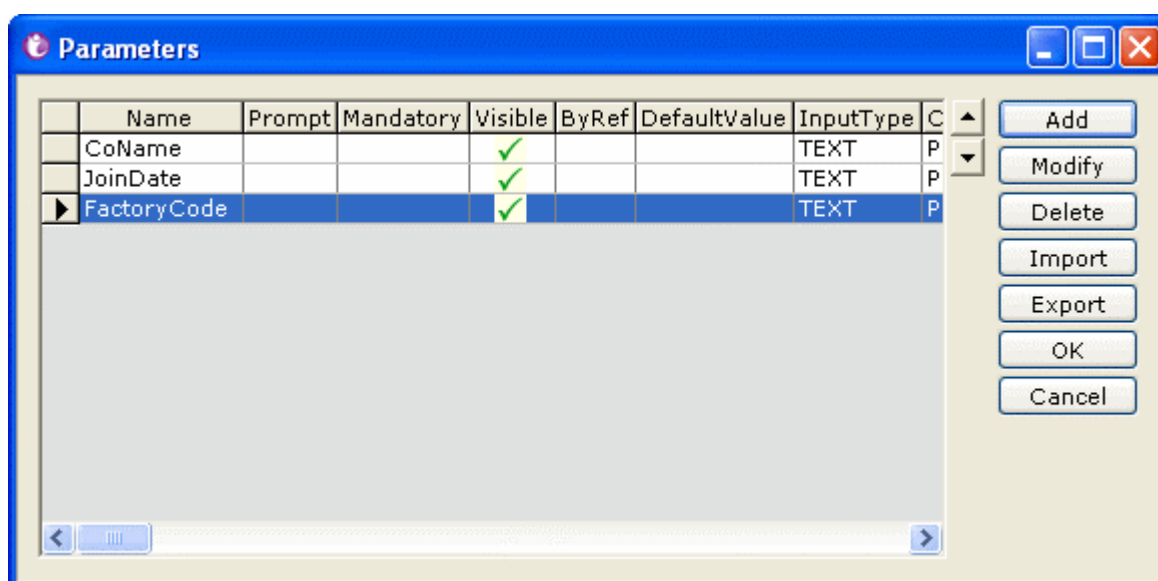 Parameters
Name Prompt Mandatory Visible ByRef DefaultValue InputType C
CoName TEXT P
JoinDate TEXT P
FactoryCode TEXT P
Add
Modify
Delete
Import
Export
OK
Cancel